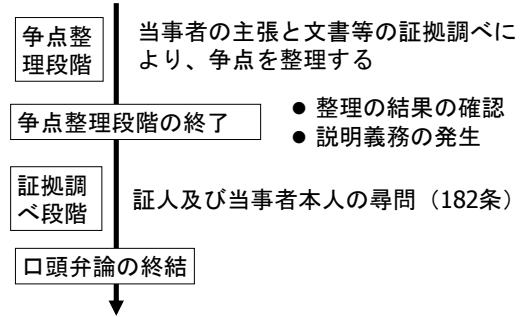 争点整
理段階
当事者の主張と文書等の証拠調べに
より、争点を整理する
争点整理段階の終了
● 整理の結果の確認
● 説明義務の発生
証拠調
べ段階
証人及び当事者本人の尋問（182条）
口頭弁論の終結